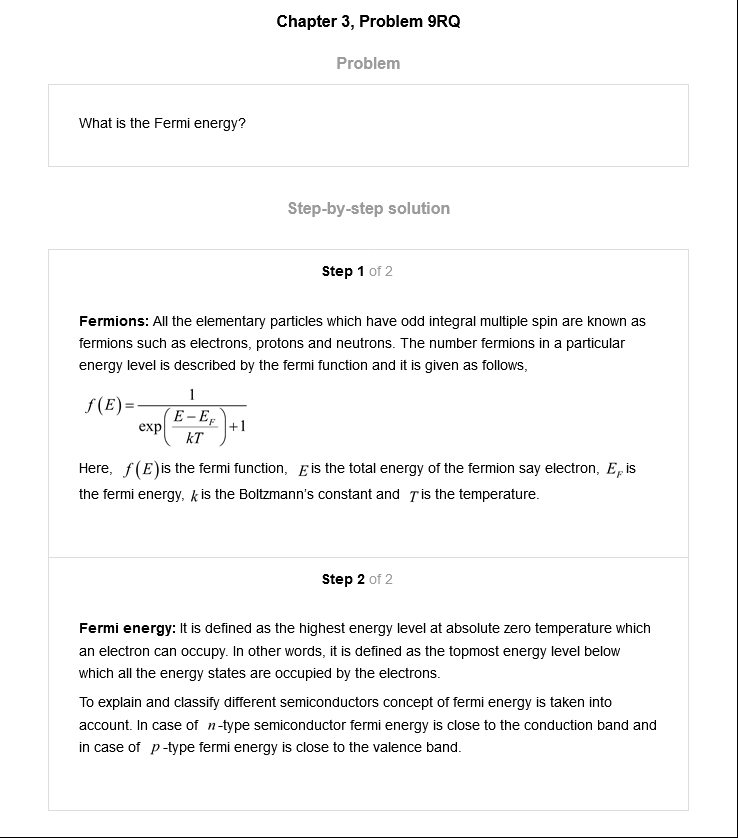 Chapter 3, Problem 9RQ
Problem
What is the Fermi energy?
Step-by-step solution
Step 1 of 2
Fermions: All the elementary particles which have odd integral multiple spin are known as
fermions such as electrons, protons and neutrons. The number fermions in a particular
energy level is described by the fermi function and it is given as follows,
f(E)=1/(exp((E−E_F)/kT)+1)
Here, f(E)is the fermi function, E is the total energy of the fermion say electron, E_F is
the fermi energy, k is the Boltzmann's constant and T is the temperature.
Step 2 of 2
Fermi energy: It is defined as the highest energy level at absolute zero temperature which
an electron can occupy. In other words, it is defined as the topmost energy level below
which all the energy states are occupied by the electrons.
To explain and classify different semiconductors concept of fermi energy is taken into
account. In case of n-type semiconductor fermi energy is close to the conduction band and
in case of p-type fermi energy is close to the valence band.